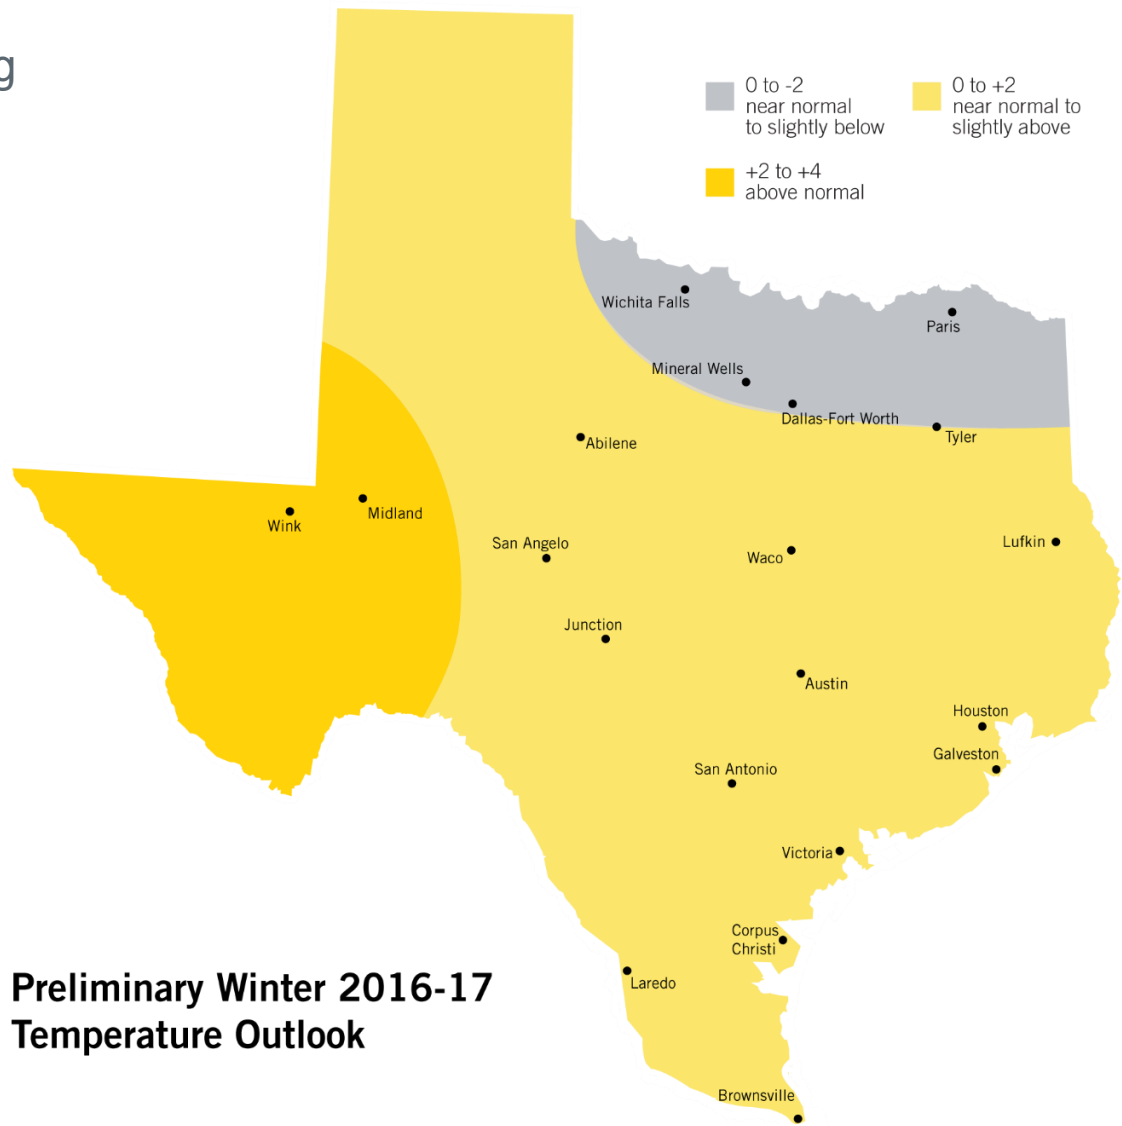 g
0 to -2
near normal
to slightly below
0 to +2
near normal to
slightly above
+2 to +4
above normal
Wichita Falls
Paris
Mineral Wells
Dallas-Fort Worth
Tyler
Abilene
Midland
Wink
San Angelo
Waco
Lufkin
Junction
Austin
Houston
Galveston
San Antonio
Victoria
Corpus
Christi
Laredo
Brownsville
Preliminary Winter 2016-17
Temperature Outlook